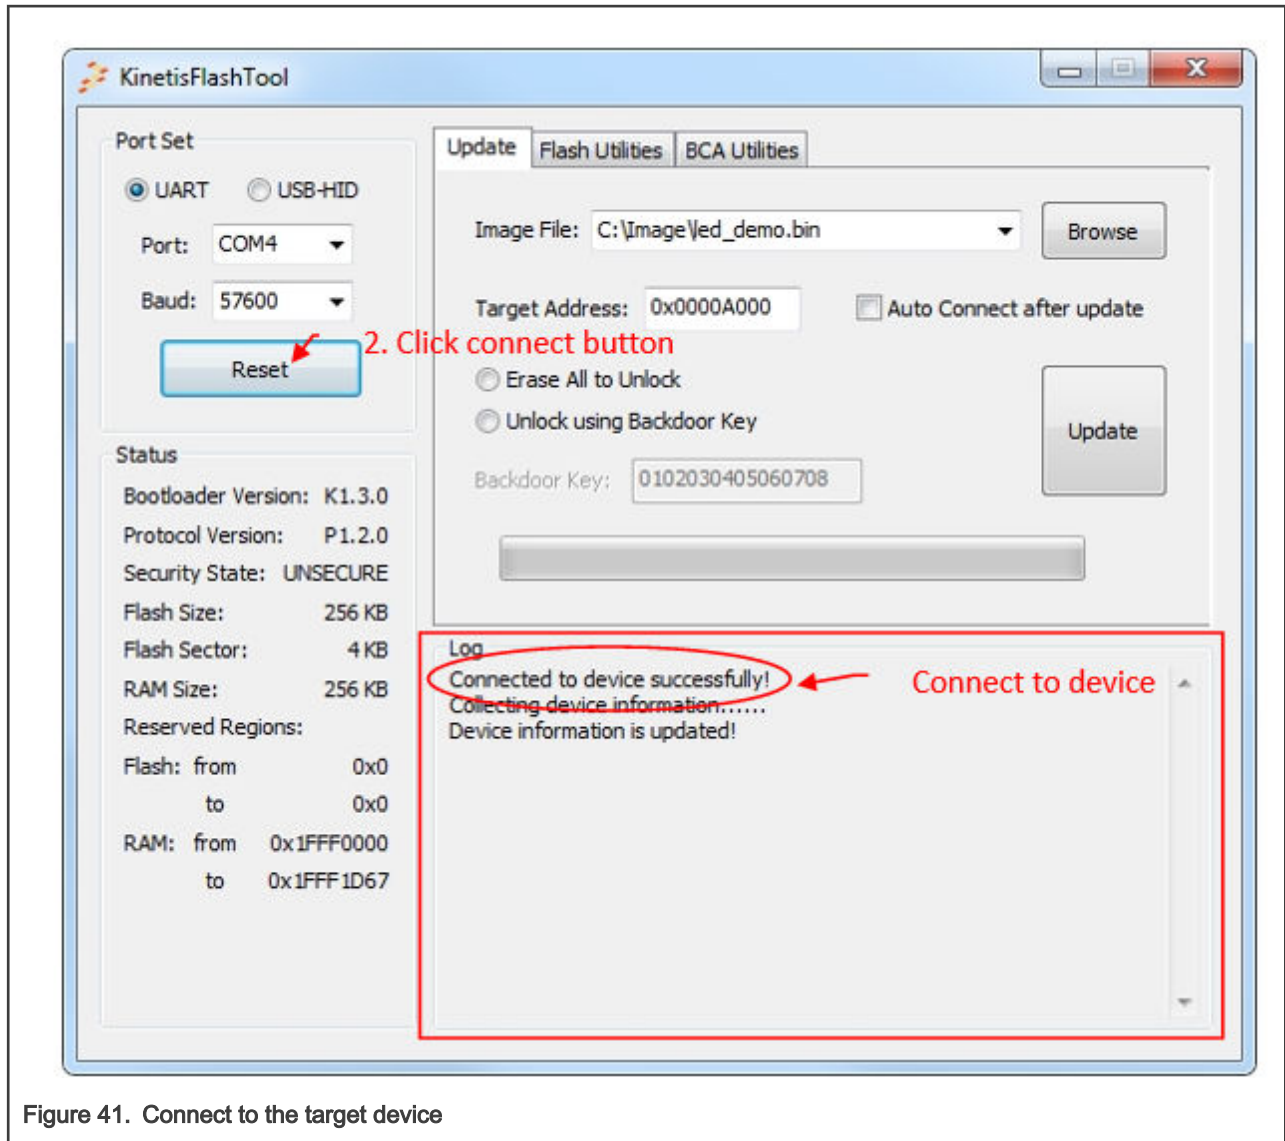 KinetisFlashTool
Port Set
UART USB-HID
Port: COM4
Baud: 57600
Reset
2. Click connect button
Update Flash Utilities BCA Utilities
Image File: C:\Image\led_demo.bin Browse
Target Address: 0x0000A000 Auto Connect after update
Erase All to Unlock
Unlock using Backdoor Key
Update
Backdoor Key: 0102030405060708
Status
Bootloader Version: K1.3.0
Protocol Version: P1.2.0
Security State: UNSECURE
Flash Size: 256 KB
Flash Sector: 4 KB
RAM Size: 256 KB
Reserved Regions:
Flash: from 0x0
to 0x0
RAM: from 0x1FFF0000
to 0x1FFF1D67
Log
Connected to device successfully!
Connect to device
Collecting device information......
Device information is updated!
Figure 41. Connect to the target device